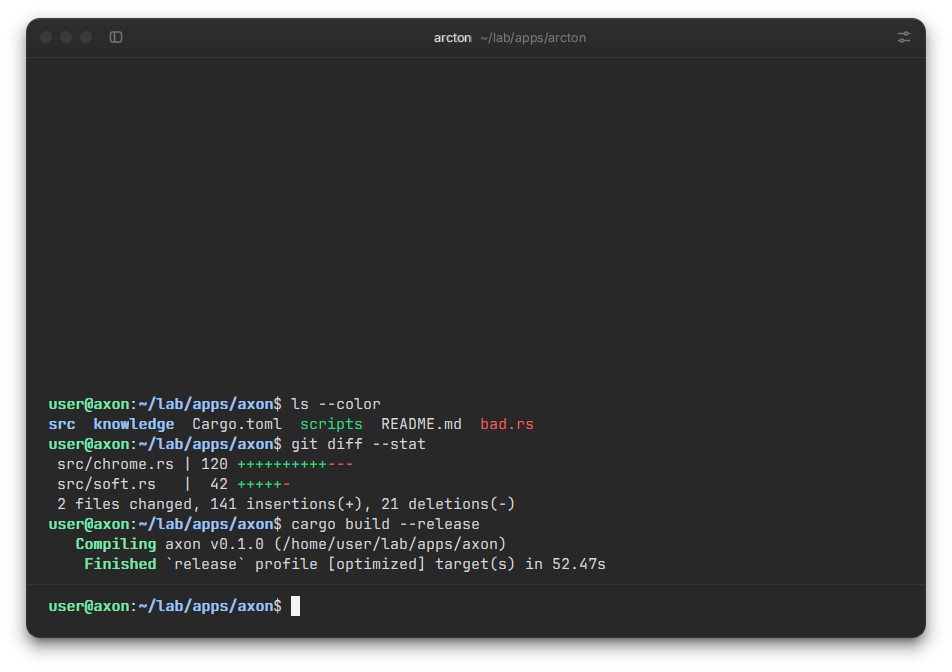 arcton ~/lab/apps/arcton
user@axon:~/lab/apps/axon$ ls --color
src  knowledge  Cargo.toml  scripts  README.md  bad.rs
user@axon:~/lab/apps/axon$ git diff --stat
 src/chrome.rs | 120 ++++++++++---
 src/soft.rs   |  42 +++++-
 2 files changed, 141 insertions(+), 21 deletions(-)
user@axon:~/lab/apps/axon$ cargo build --release
   Compiling axon v0.1.0 (/home/user/lab/apps/axon)
    Finished `release` profile [optimized] target(s) in 52.47s
user@axon:~/lab/apps/axon$